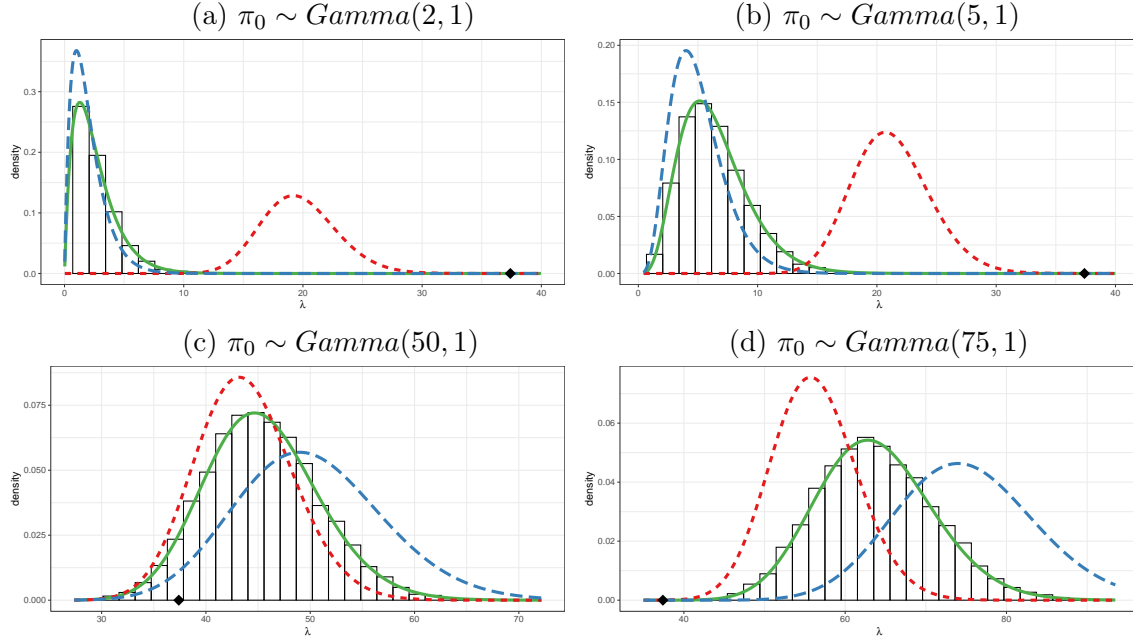 (a) π₀ ~ Gamma(2, 1)
(b) π₀ ~ Gamma(5, 1)
density
0.3
0.2
0.1
0.0
0 10 20 30 40
λ
density
0.20
0.15
0.10
0.05
0.00
0 10 20 30 40
λ
(c) π₀ ~ Gamma(50, 1)
(d) π₀ ~ Gamma(75, 1)
density
0.075
0.050
0.025
0.000
30 40 50 60 70
λ
density
0.06
0.04
0.02
0.00
40 60 80
λ